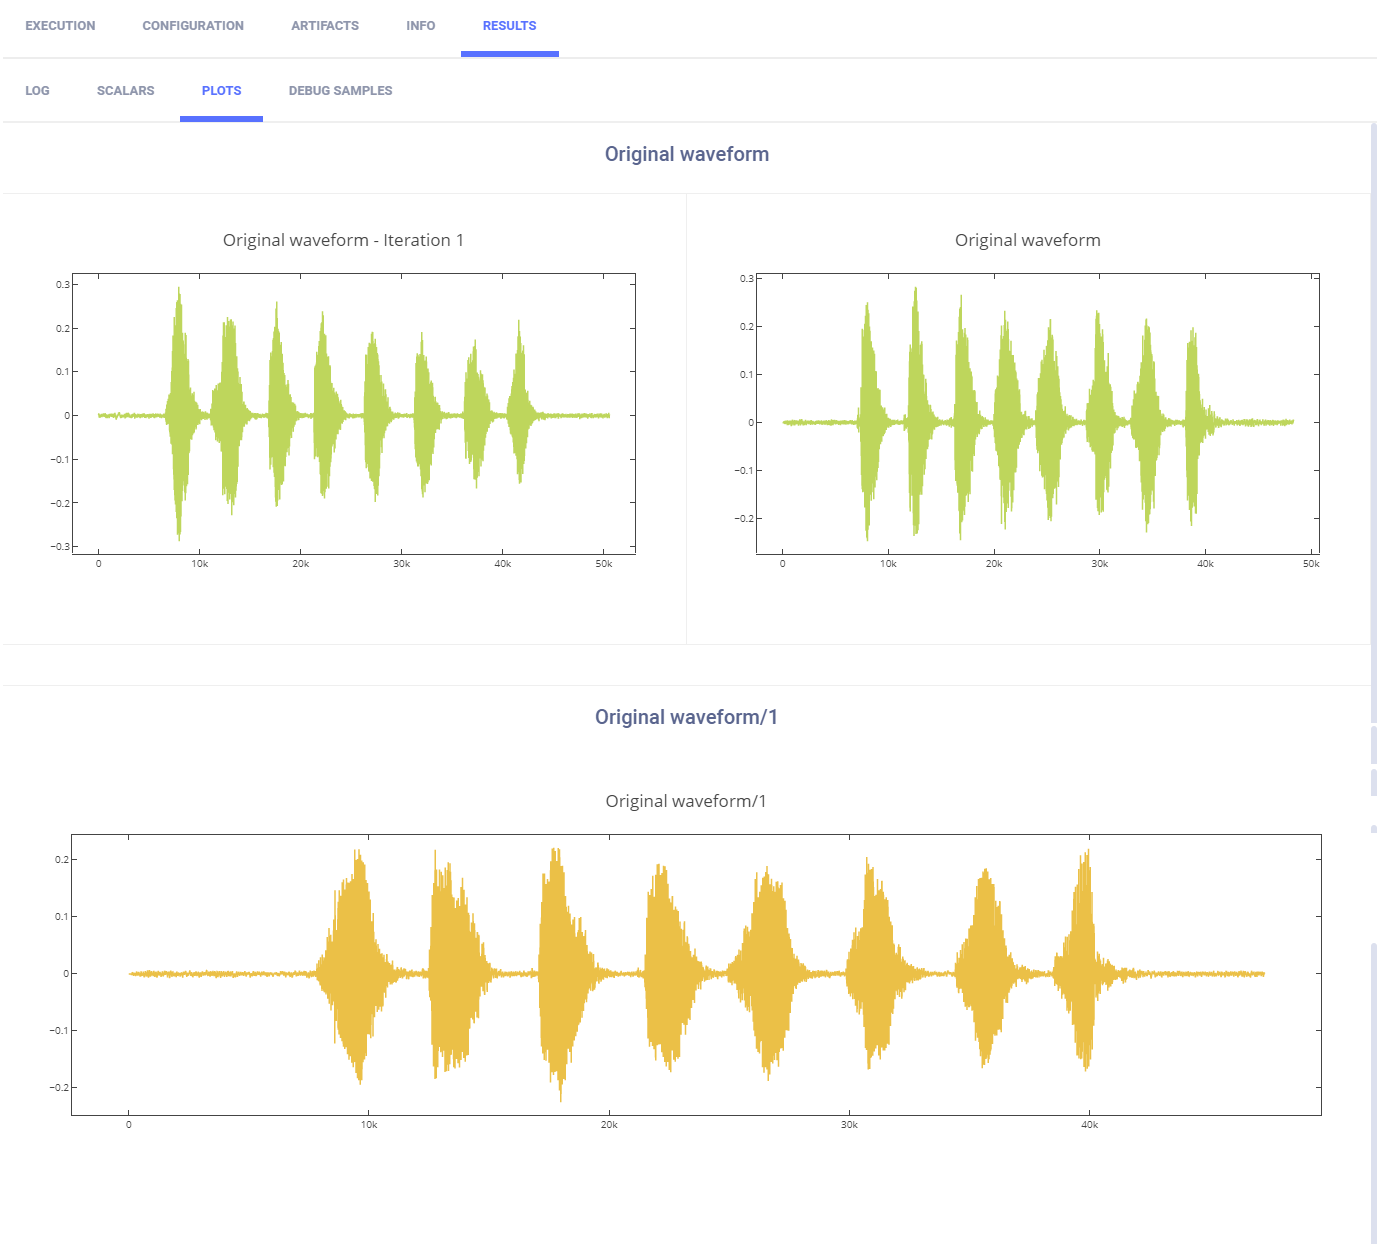 EXECUTION CONFIGURATION ARTIFACTS INFO RESULTS
LOG SCALARS PLOTS DEBUG SAMPLES
Original waveform
Original waveform - Iteration 1
0.3
0.2
0.1
0
−0.1
−0.2
−0.3
0 10k 20k 30k 40k 50k
Original waveform
0.3
0.2
0.1
0
−0.1
−0.2
0 10k 20k 30k 40k 50k
Original waveform/1
Original waveform/1
0.2
0.1
0
−0.1
−0.2
0 10k 20k 30k 40k